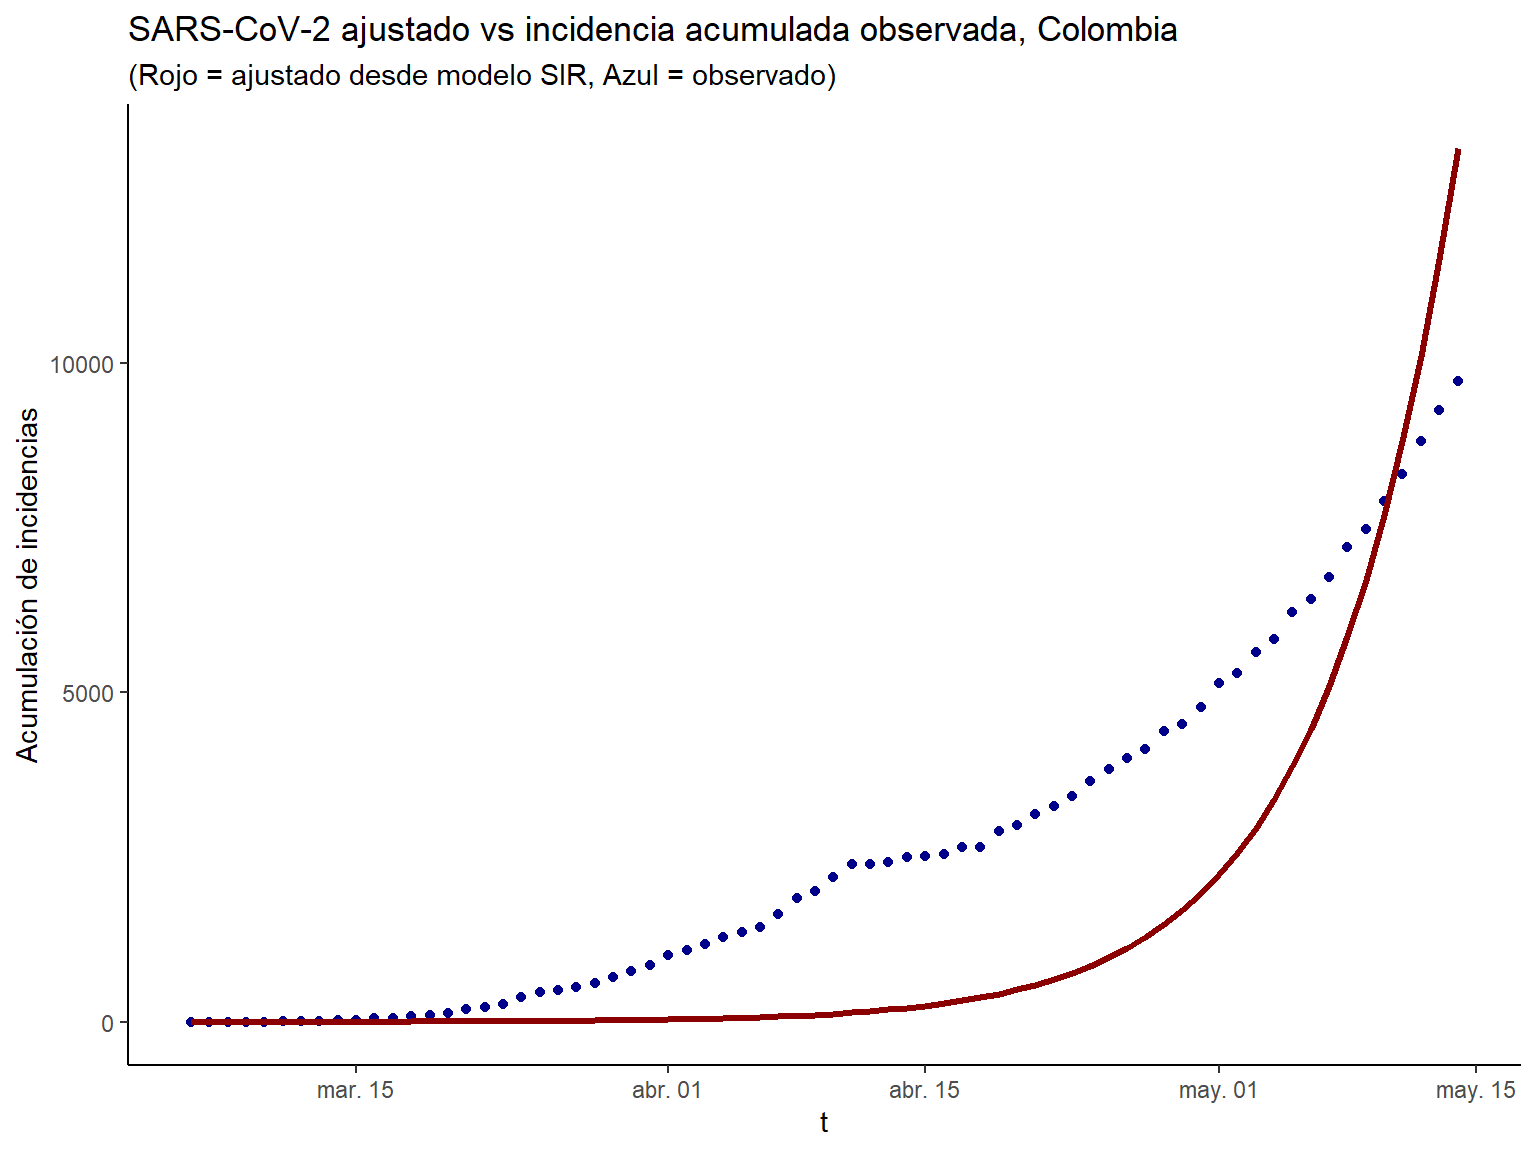 SARS-CoV-2 ajustado vs incidencia acumulada observada, Colombia
(Rojo = ajustado desde modelo SIR, Azul = observado)
Acumulación de incidencias
10000
5000
0
mar. 15
abr. 01
abr. 15
may. 01
may. 15
t